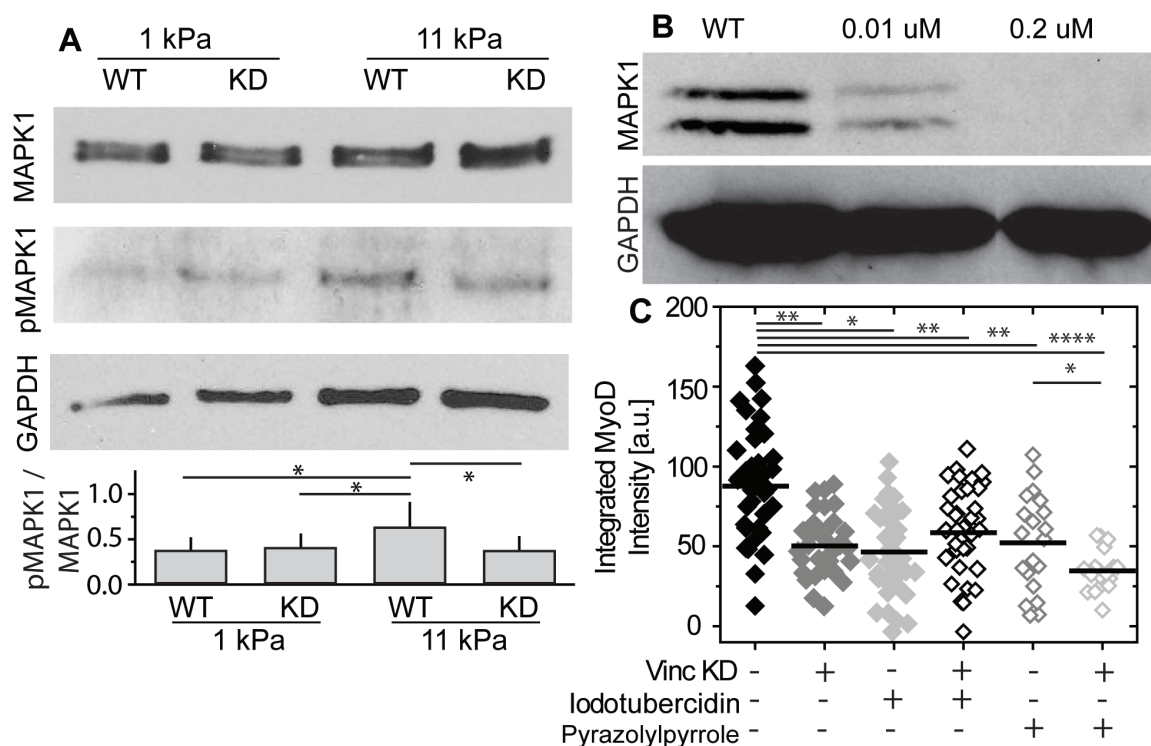 A
1 kPa 11 kPa
WT KD WT KD
MAPK1
pMAPK1
GAPDH
pMAPK1 /
MAPK1
* * *
1.0
0.5
0.0
WT KD WT KD
1 kPa 11 kPa
B
WT 0.01 uM 0.2 uM
MAPK1
GAPDH
C
Integrated MyoD
Intensity [a.u.]
200
150
100
50
0
** * ** ** ****
*
Vinc KD - + - + - +
Iodotubercidin - - + + - -
Pyrazolylpyrrole - - - - + +